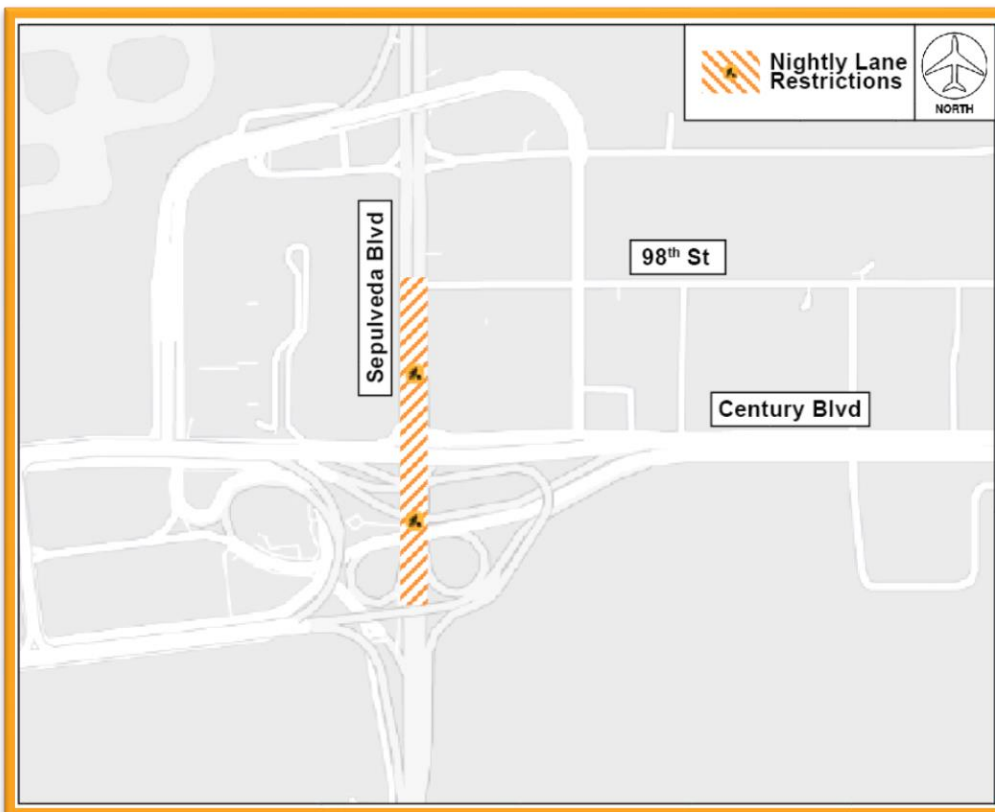 Nightly Lane
Restrictions
NORTH
Sepulveda Blvd
98th St
Century Blvd